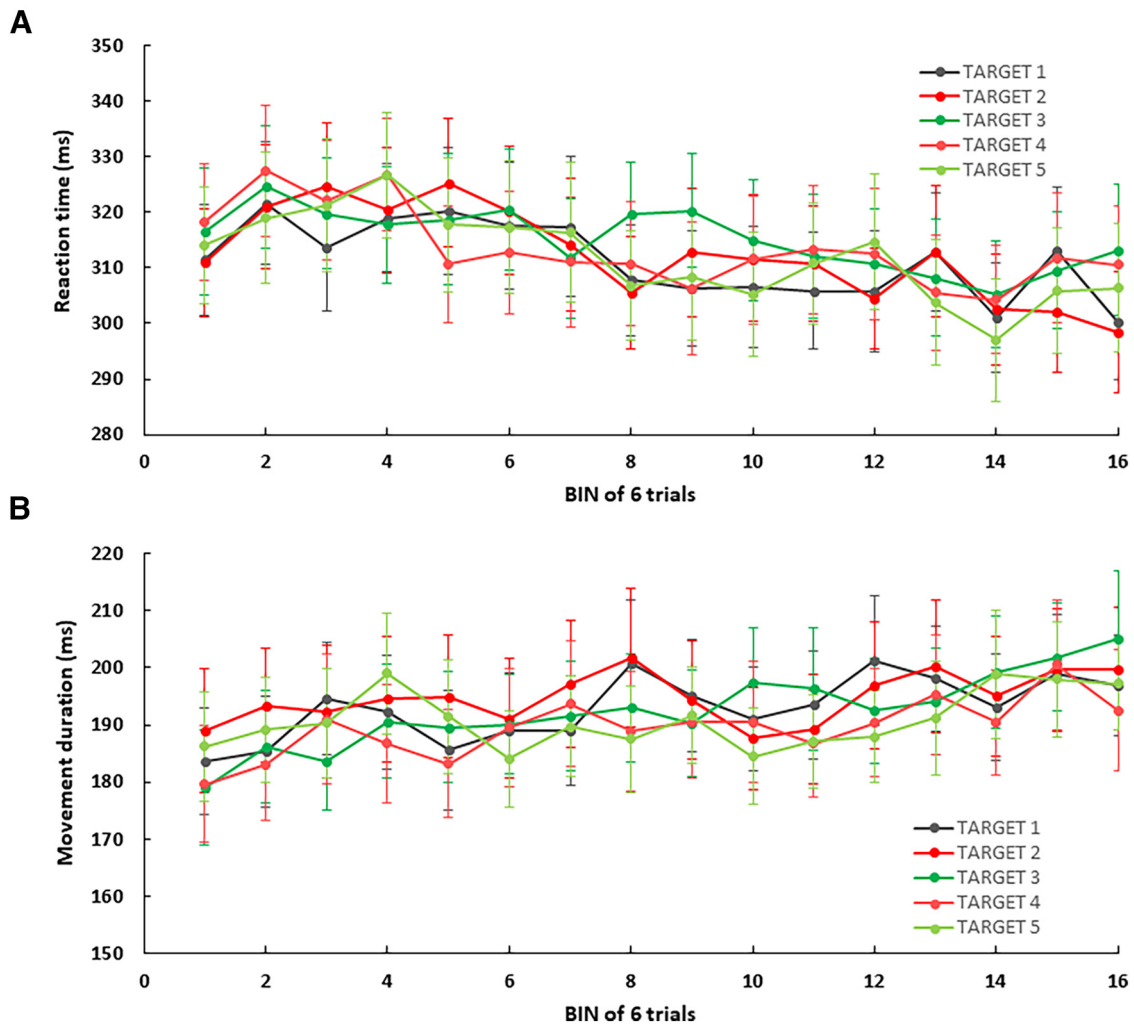 A
350
340
330
320
310
300
290
280
Reaction time (ms)
TARGET 1
TARGET 2
TARGET 3
TARGET 4
TARGET 5
0 2 4 6 8 10 12 14 16
BIN of 6 trials
B
220
210
200
190
180
170
160
150
Movement duration (ms)
TARGET 1
TARGET 2
TARGET 3
TARGET 4
TARGET 5
0 2 4 6 8 10 12 14 16
BIN of 6 trials